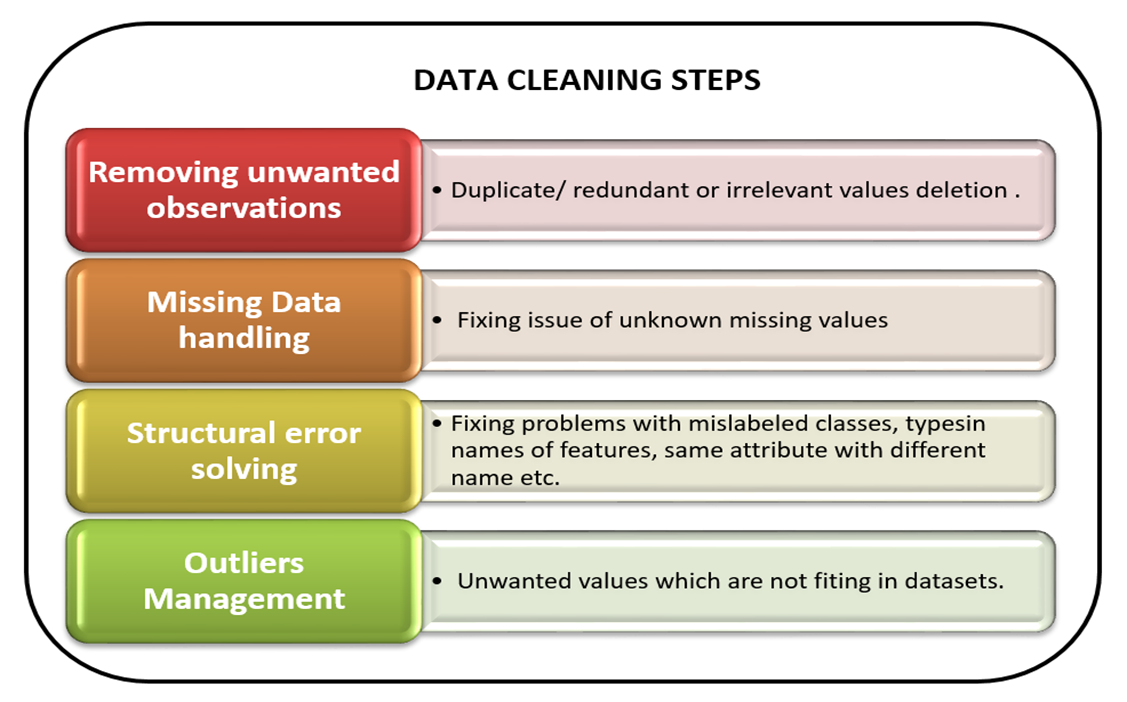 DATA CLEANING STEPS
Removing unwanted
observations
• Duplicate/ redundant or irrelevant values deletion .
Missing Data
handling
• Fixing issue of unknown missing values
Structural error
solving
• Fixing problems with mislabeled classes, typesin
names of features, same attribute with different
name etc.
Outliers
Management
• Unwanted values which are not fiting in datasets.